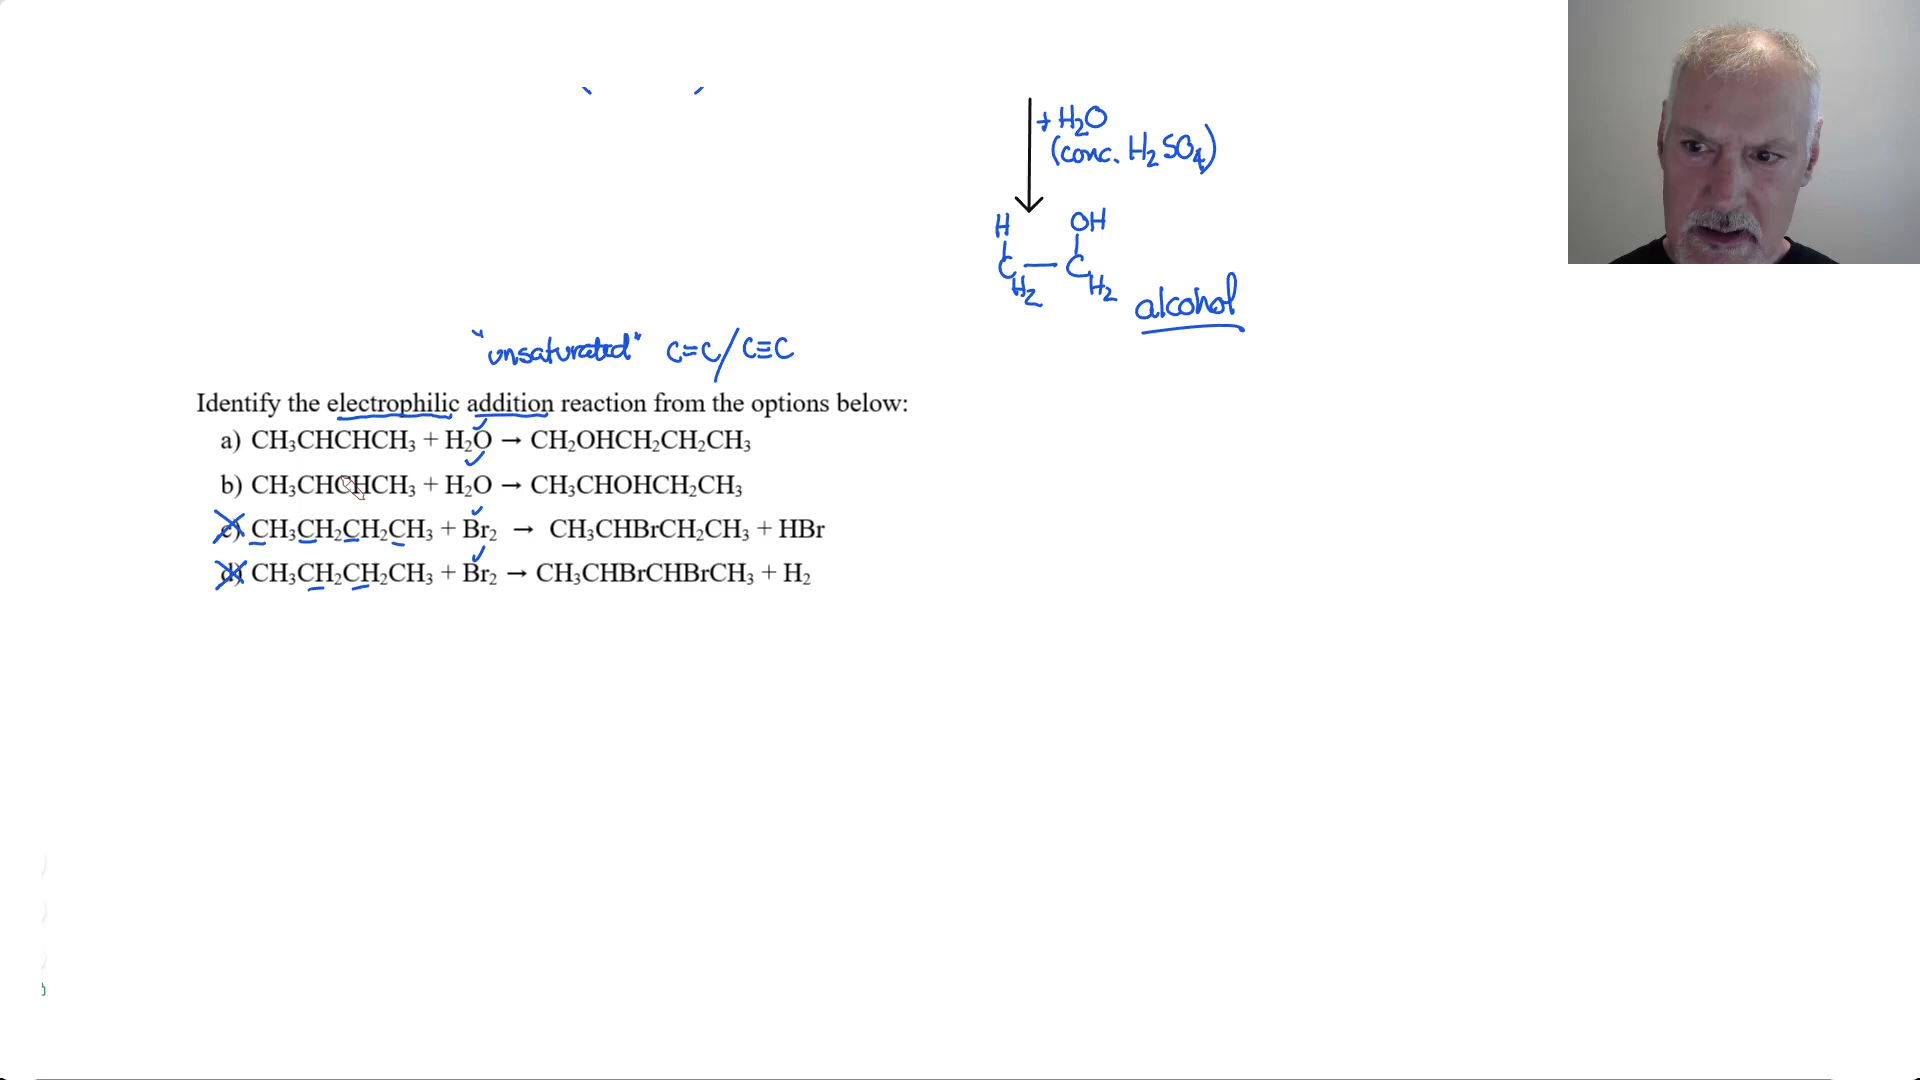 + H₂O
(conc. H₂SO₄)
H OH
C — C
H₂ H₂
alcohol
"unsaturated" C=C / C≡C
Identify the electrophilic addition reaction from the options below:
a) CH₃CHCHCH₃ + H₂O → CH₂OHCH₂CH₂CH₃
b) CH₃CHCHCH₃ + H₂O → CH₃CHOHCH₂CH₃
c) CH₃CH₂CH₂CH₃ + Br₂ → CH₃CHBrCH₂CH₃ + HBr
d) CH₃CH₂CH₂CH₃ + Br₂ → CH₃CHBrCHBrCH₃ + H₂